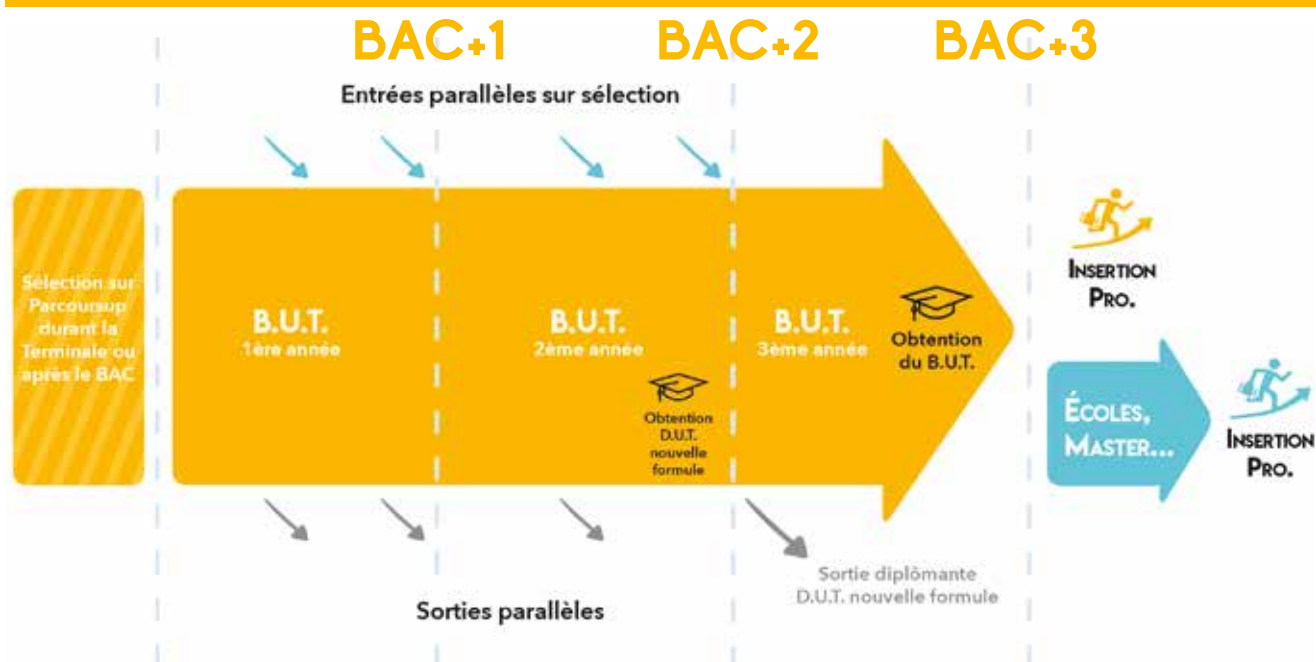 BAC+1
BAC+2
BAC+3
Entrées parallèles sur sélection
Sélection sur
Parcoursup
durant la
Terminale ou
après le BAC
B.U.T.
1ère année
B.U.T.
2ème année
Obtention
D.U.T.
nouvelle
formule
B.U.T.
3ème année
Obtention
du B.U.T.
INSERTION
PRO.
ÉCOLES,
MASTER...
INSERTION
PRO.
Sortie diplômante
D.U.T. nouvelle formule
Sorties parallèles